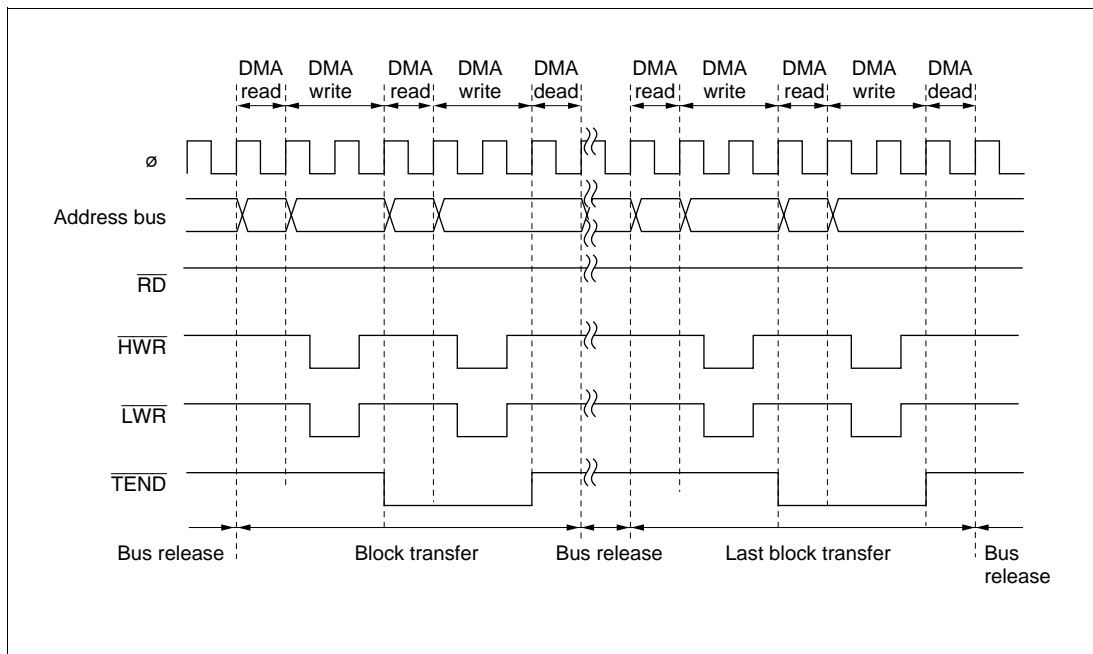 DMA DMA DMA DMA DMA DMA DMA DMA DMA DMA
read write read write dead read write read write dead
ø
Address bus
RD
HWR
LWR
TEND
Bus release Block transfer Bus release Last block transfer Bus
release